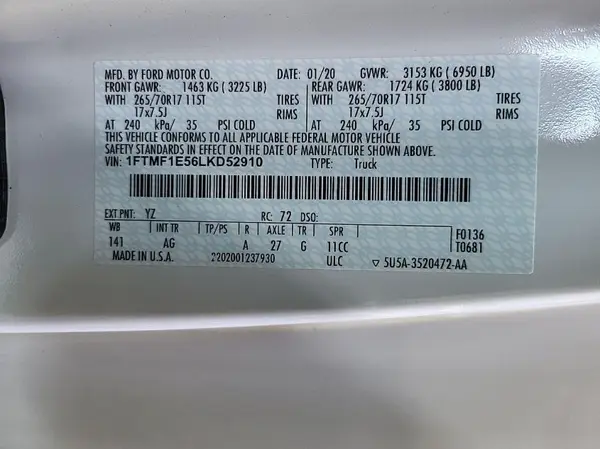 MFD. BY FORD MOTOR CO. DATE: 01/20 GVWR: 3153 KG ( 6950 LB)
FRONT GAWR: 1463 KG ( 3225 LB) REAR GAWR: 1724 KG ( 3800 LB)
WITH 265/70R17 115T TIRES WITH 265/70R17 115T TIRES
17x7.5J RIMS 17x7.5J RIMS
AT 240 kPa/ 35 PSI COLD AT 240 kPa/ 35 PSI COLD
THIS VEHICLE CONFORMS TO ALL APPLICABLE FEDERAL MOTOR VEHICLE
SAFETY STANDARDS IN EFFECT ON THE DATE OF MANUFACTURE SHOWN ABOVE.
VIN: 1FTMF1E56LKD52910 TYPE: Truck
EXT PNT: YZ RC: 72 DSO:
WB INT TR TP/PS R AXLE TR SPR F0136
141 AG A 27 G 11CC T0681
MADE IN U.S.A. 2202001237930 ULC ▽ 5U5A-3520472-AA